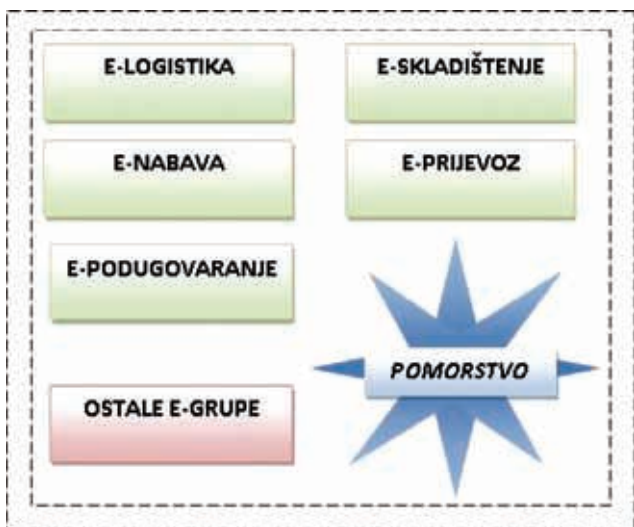 E-LOGISTIKA
E-SKLADIŠTENJE
E-NABAVA
E-PRIJEVOZ
E-PODUGOVARANJE
POMORSTVO
OSTALE E-GRUPE